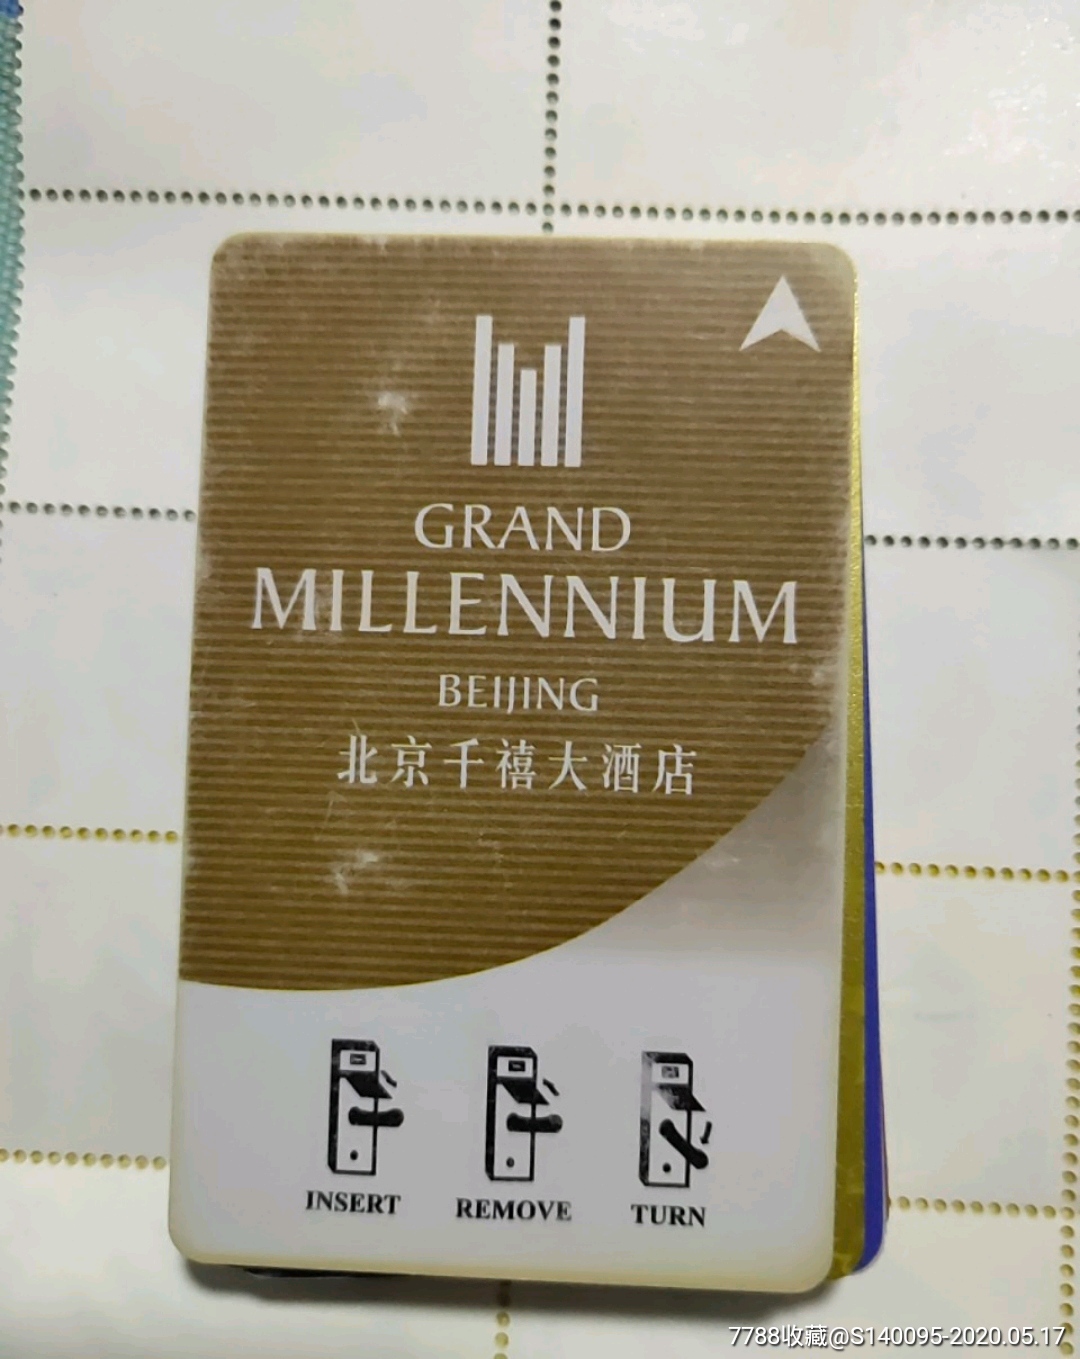 GRAND
MILLENNIUM
BEIJING
北京千禧大酒店
INSERT REMOVE TURN
7788收藏@S140095-2020.05.17